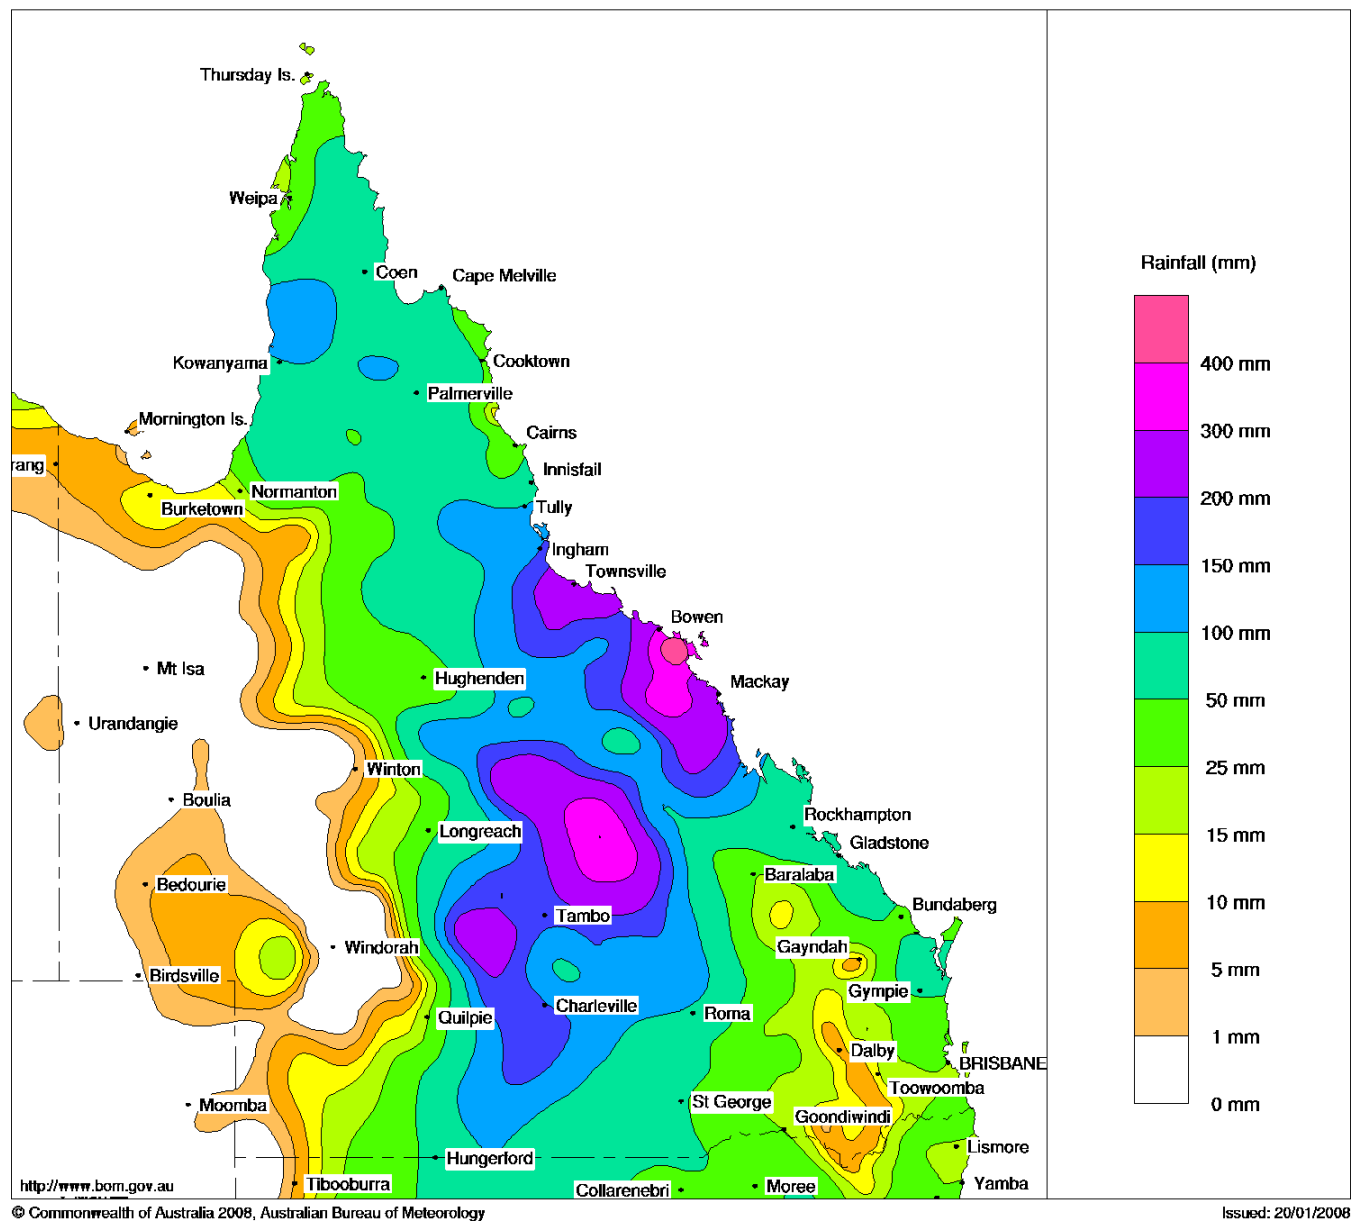 Thursday Is.
Weipa
Coen
Cape Melville
Rainfall (mm)
Kowanyama
Cooktown
400 mm
Palmerville
Mornington Is.
Cairns
300 mm
rang
Innisfail
Normanton
Burketown
Tully
200 mm
Ingham
Townsville
150 mm
Bowen
100 mm
Mt Isa
Hughenden
Mackay
50 mm
Urandangie
Winton
25 mm
Boulia
Longreach
Rockhampton
15 mm
Gladstone
Bedourie
Baralaba
Tambo
Bundaberg
10 mm
Windorah
Gayndah
Birdsville
5 mm
Gympie
Charleville
Quilpie
Roma
1 mm
Dalby
BRISBANE
Toowoomba
Moomba
St George
0 mm
Goondiwindi
Lismore
Hungerford
http://www.bom.gov.au
Tibooburra
Collarenebri
Moree
Yamba
© Commonwealth of Australia 2008, Australian Bureau of Meteorology
Issued: 20/01/2008